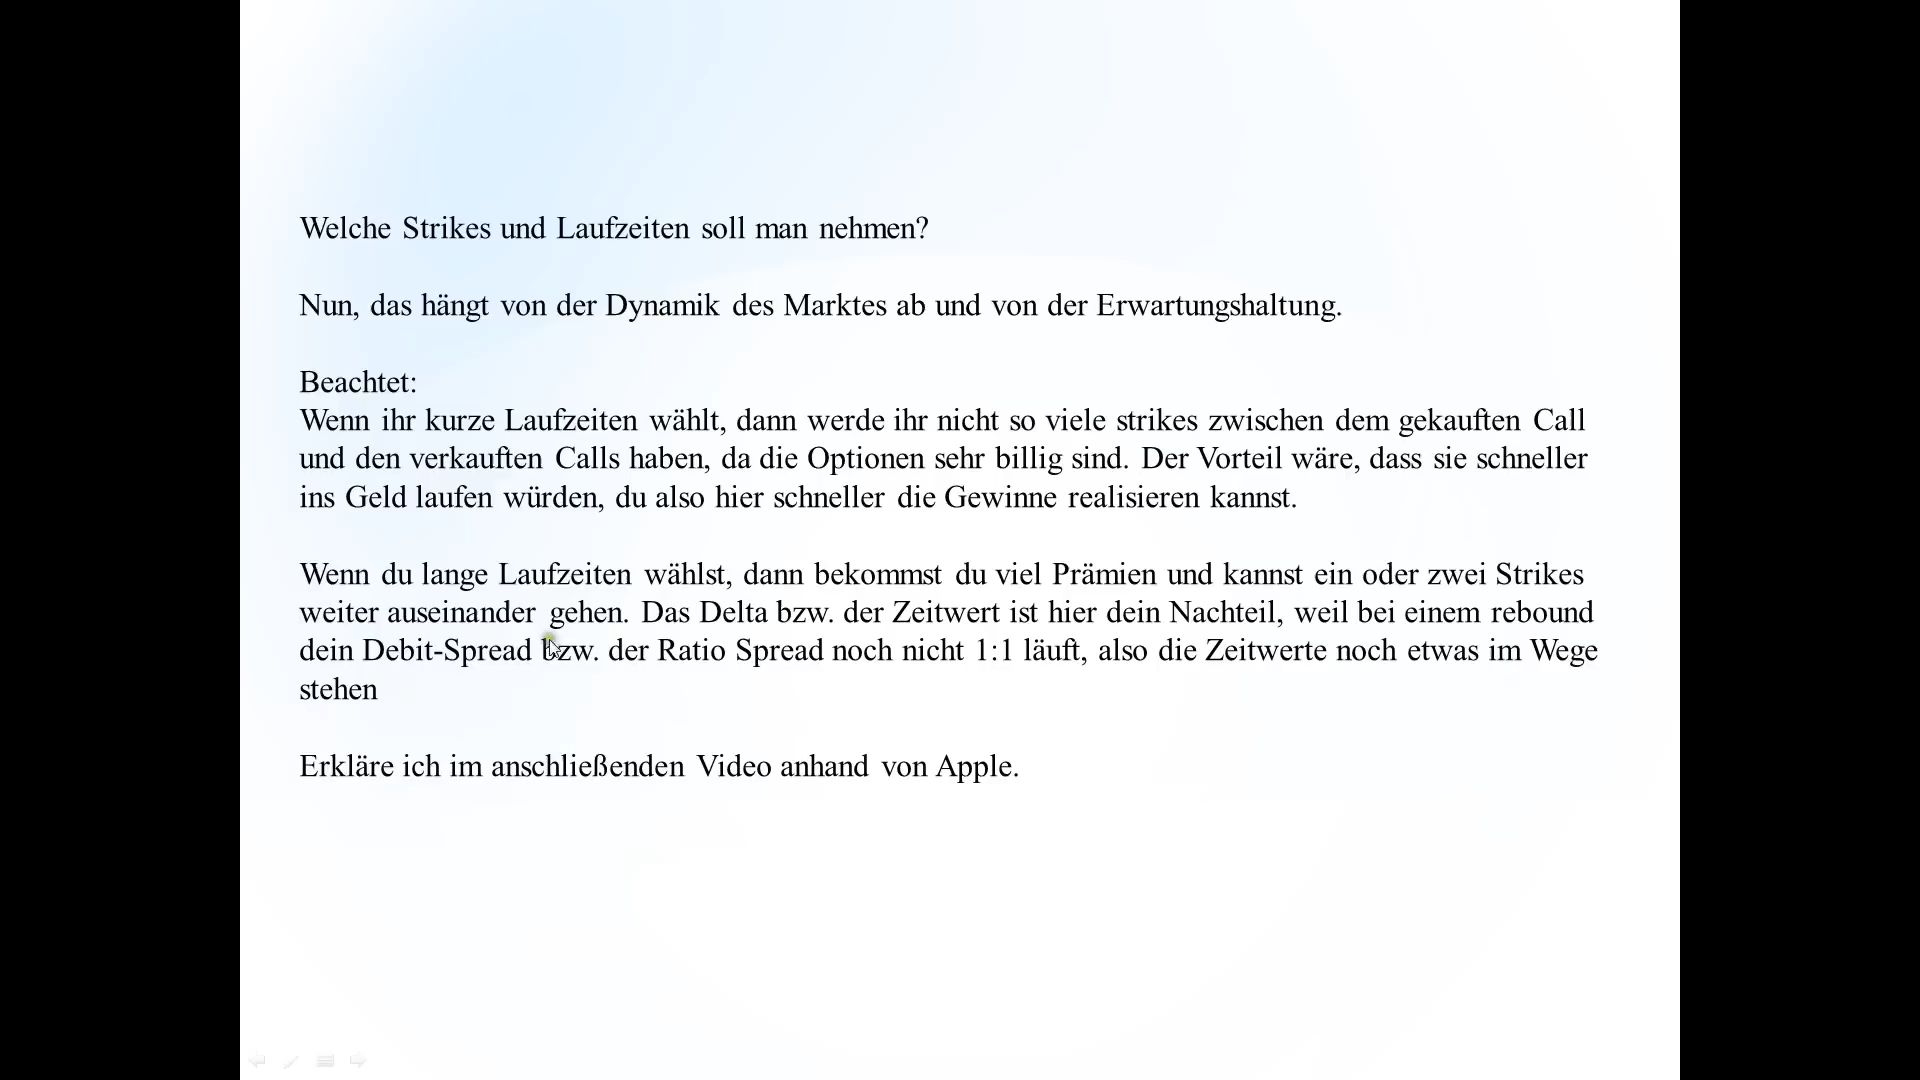 Welche Strikes und Laufzeiten soll man nehmen?
Nun, das hängt von der Dynamik des Marktes ab und von der Erwartungshaltung.
Beachtet:
Wenn ihr kurze Laufzeiten wählt, dann werde ihr nicht so viele strikes zwischen dem gekauften Call
und den verkauften Calls haben, da die Optionen sehr billig sind. Der Vorteil wäre, dass sie schneller
ins Geld laufen würden, du also hier schneller die Gewinne realisieren kannst.
Wenn du lange Laufzeiten wählst, dann bekommst du viel Prämien und kannst ein oder zwei Strikes
weiter auseinander gehen. Das Delta bzw. der Zeitwert ist hier dein Nachteil, weil bei einem rebound
dein Debit-Spread bzw. der Ratio Spread noch nicht 1:1 läuft, also die Zeitwerte noch etwas im Wege
stehen
Erkläre ich im anschließenden Video anhand von Apple.